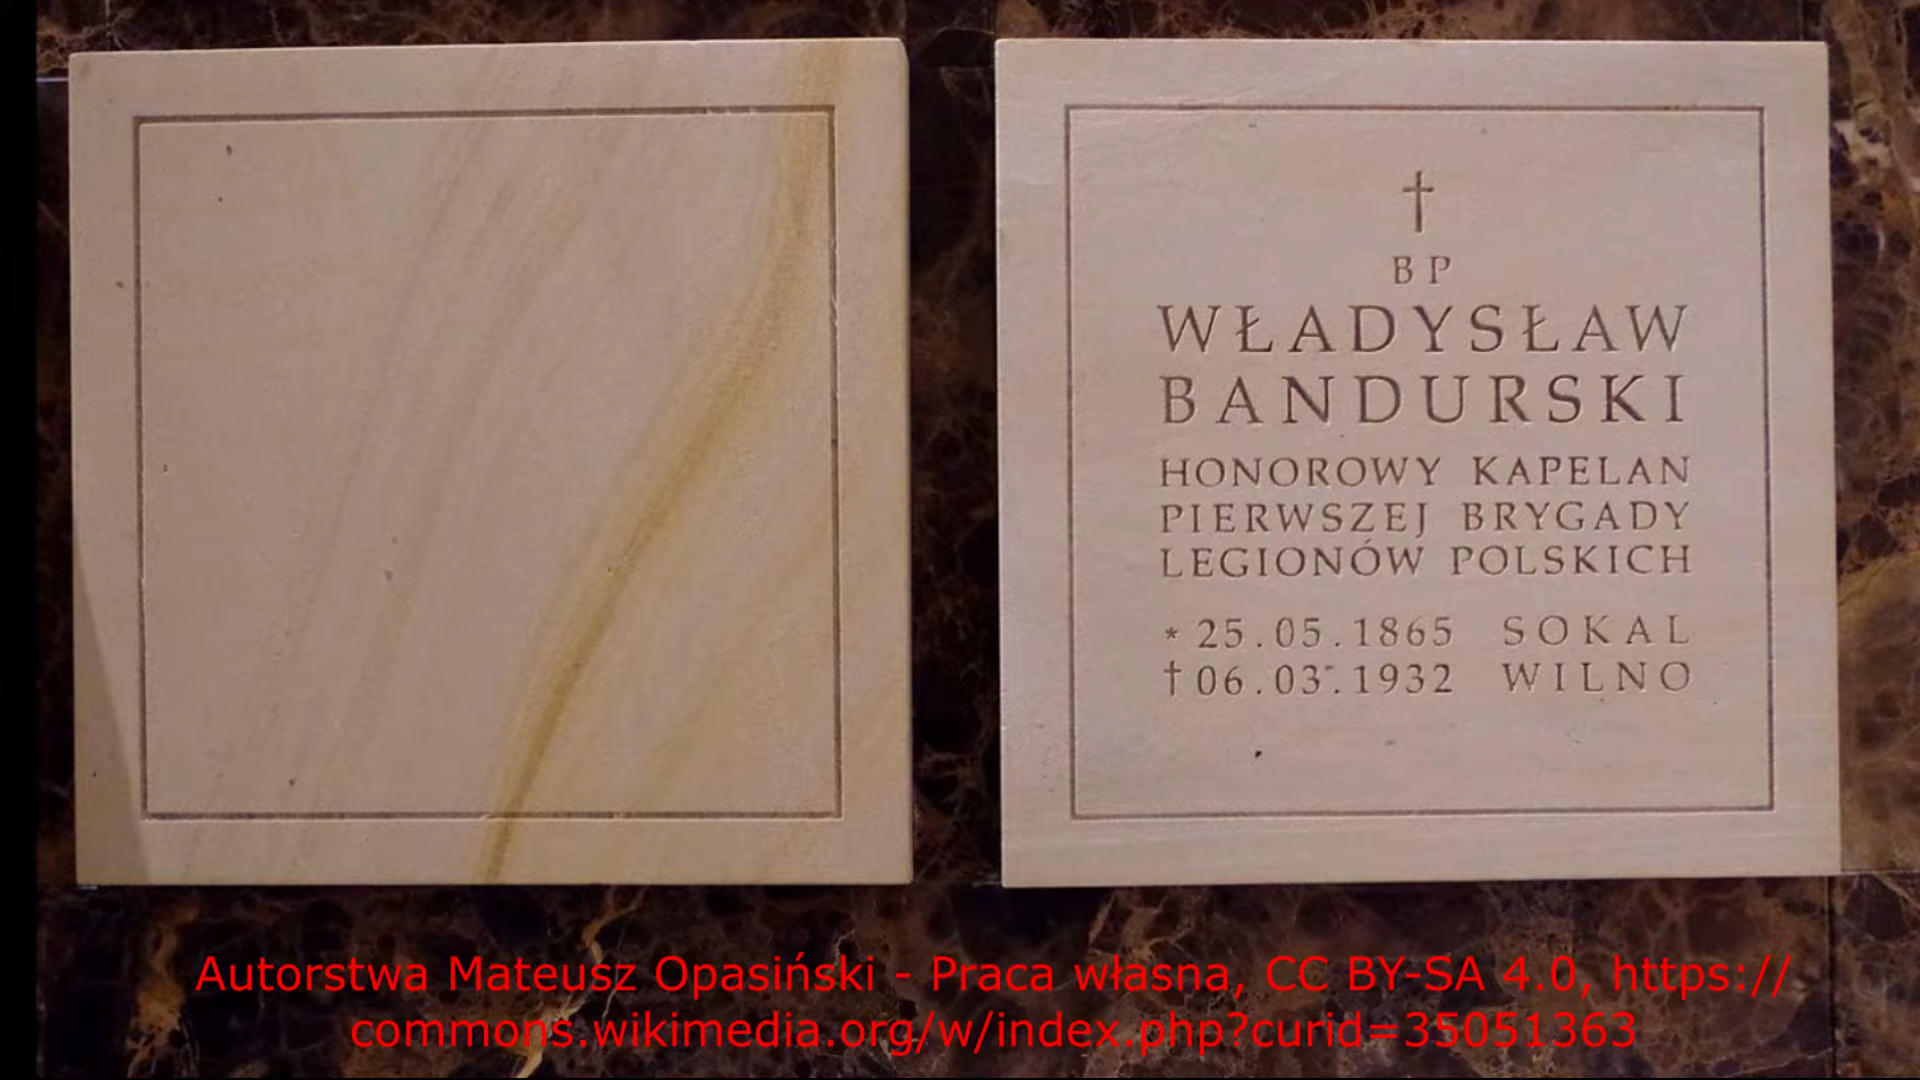 †
BP
WŁADYSŁAW
BANDURSKI
HONOROWY KAPELAN
PIERWSZEJ BRYGADY
LEGIONÓW POLSKICH
* 25.05.1865 SOKAL
† 06.03.1932 WILNO
Autorstwa Mateusz Opasiński - Praca własna, CC BY-SA 4.0, https://
commons.wikimedia.org/w/index.php?curid=35051363